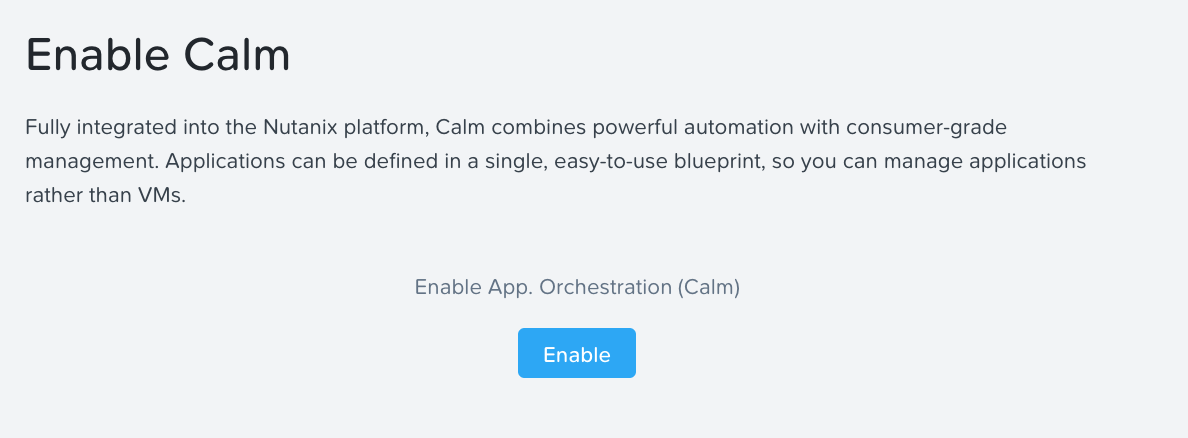 Enable Calm
Fully integrated into the Nutanix platform, Calm combines powerful automation with consumer-grade
management. Applications can be defined in a single, easy-to-use blueprint, so you can manage applications
rather than VMs.
Enable App. Orchestration (Calm)
Enable